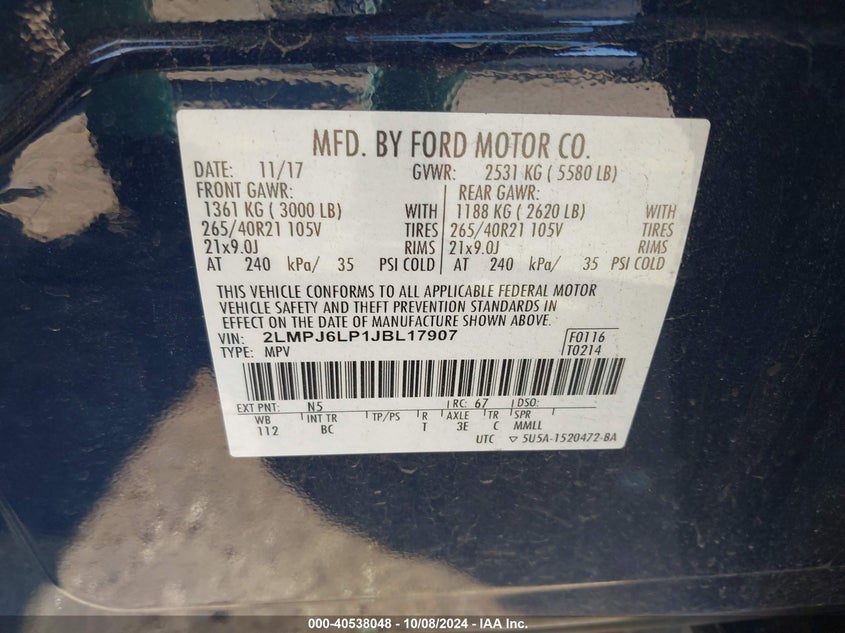 MFD. BY FORD MOTOR CO.
DATE: 11/17 GVWR: 2531 KG ( 5580 LB)
FRONT GAWR: REAR GAWR:
1361 KG ( 3000 LB) WITH 1188 KG ( 2620 LB) WITH
265/40R21 105V TIRES 265/40R21 105V TIRES
21x9.0J RIMS 21x9.0J RIMS
AT 240 kPa/ 35 PSI COLD AT 240 kPa/ 35 PSI COLD
THIS VEHICLE CONFORMS TO ALL APPLICABLE FEDERAL MOTOR
VEHICLE SAFETY AND THEFT PREVENTION STANDARDS IN
EFFECT ON THE DATE OF MANUFACTURE SHOWN ABOVE.
VIN: 2LMPJ6LP1JBL17907 F0116
TYPE: MPV T0214
EXT PNT: N5 RC: 67 DSO:
WB INT TR TP/PS R AXLE TR SPR
112 BC T 3E C MMLL
UTC ▽ 5U5A-1520472-BA
000-40538048 - 10/08/2024 - IAA Inc.